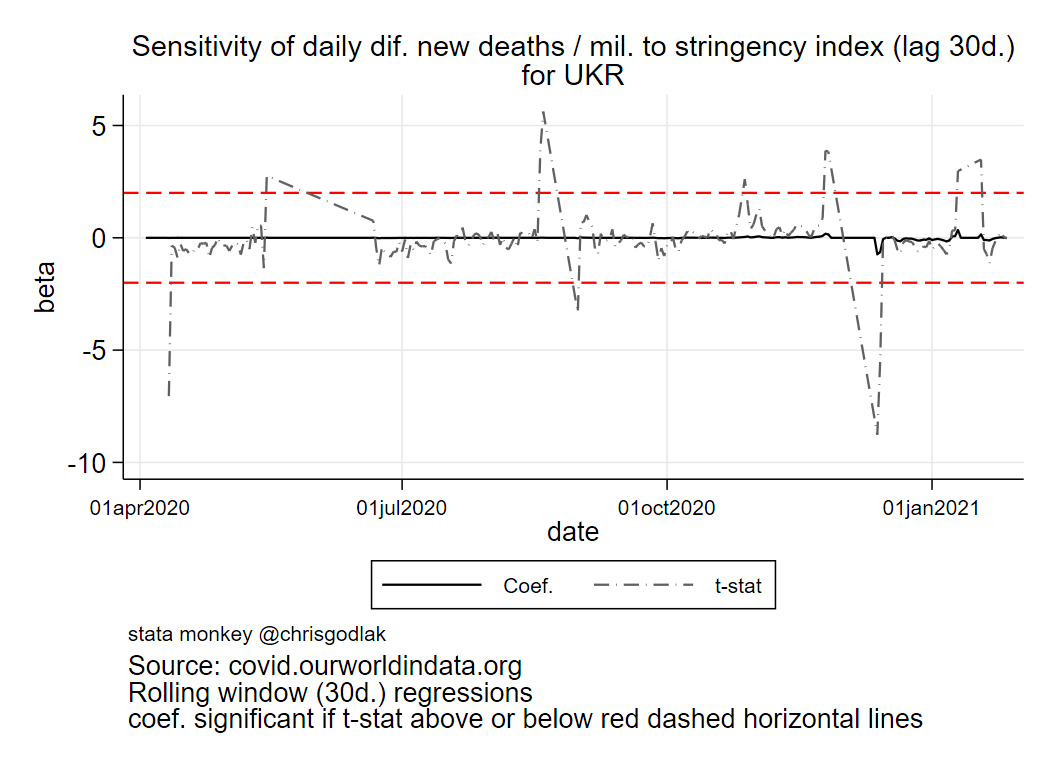 Sensitivity of daily dif. new deaths / mil. to stringency index (lag 30d.)
for UKR
5
0
-5
-10
beta
01apr2020
01jul2020
01oct2020
01jan2021
date
Coef.
t-stat
stata monkey @chrisgodlak
Source: covid.ourworldindata.org
Rolling window (30d.) regressions
coef. significant if t-stat above or below red dashed horizontal lines